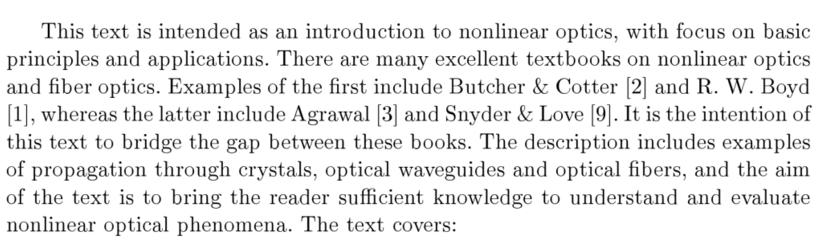 This text is intended as an introduction to nonlinear optics, with focus on basic
principles and applications. There are many excellent textbooks on nonlinear optics
and fiber optics. Examples of the first include Butcher & Cotter [2] and R. W. Boyd
[1], whereas the latter include Agrawal [3] and Snyder & Love [9]. It is the intention of
this text to bridge the gap between these books. The description includes examples
of propagation through crystals, optical waveguides and optical fibers, and the aim
of the text is to bring the reader sufficient knowledge to understand and evaluate
nonlinear optical phenomena. The text covers: